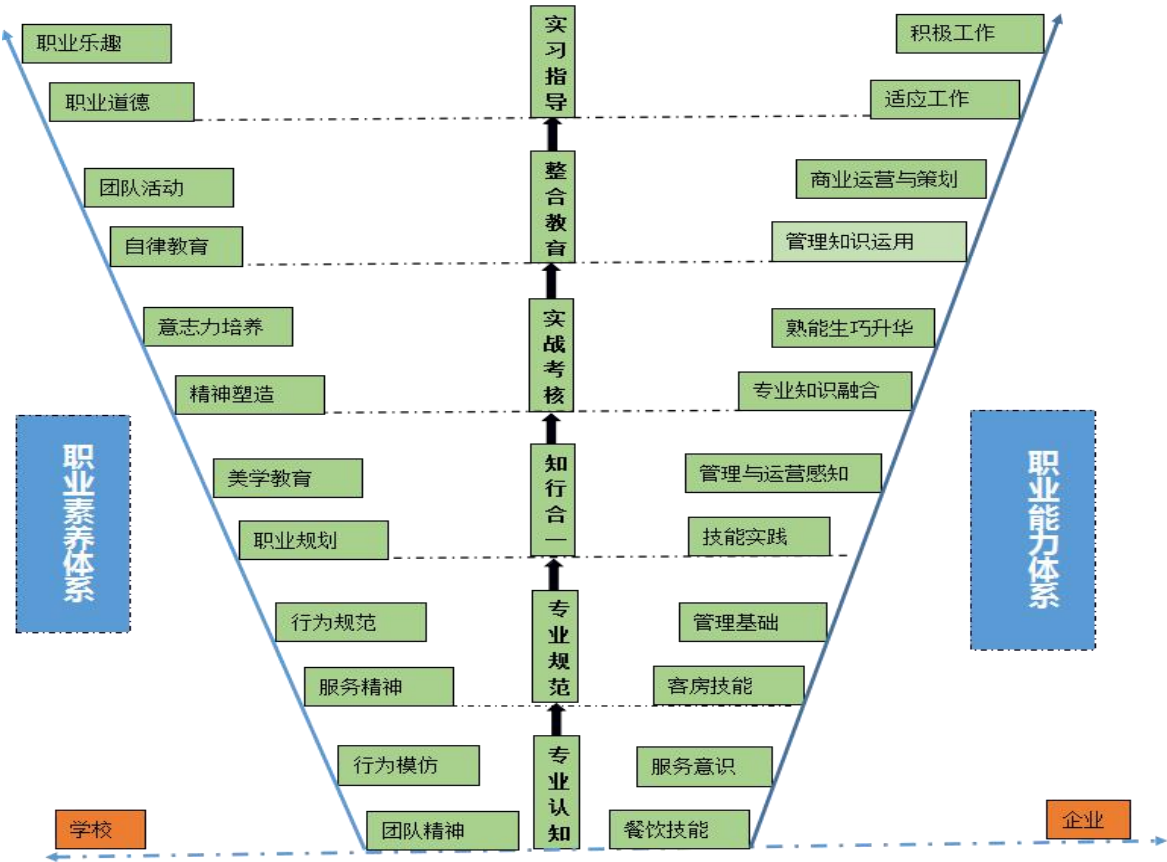 职业乐趣
实习指导
积极工作
职业道德
适应工作
团队活动
整合教育
商业运营与策划
自律教育
管理知识运用
意志力培养
实战考核
熟能生巧升华
精神塑造
专业知识融合
职业素养体系
职业能力体系
美学教育
知行合一
管理与运营感知
职业规划
技能实践
行为规范
专业规范
管理基础
服务精神
客房技能
行为模仿
专业认知
服务意识
学校
团队精神
餐饮技能
企业